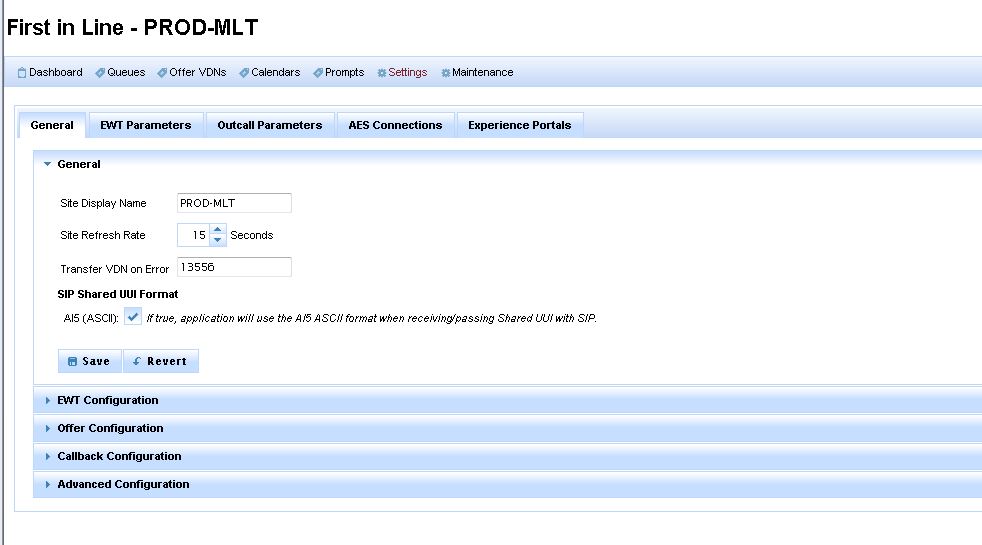 First in Line - PROD-MLT
Dashboard Queues Offer VDNs Calendars Prompts Settings Maintenance
General EWT Parameters Outcall Parameters AES Connections Experience Portals
General
Site Display Name PROD-MLT
Site Refresh Rate 15 Seconds
Transfer VDN on Error 13556
SIP Shared UUI Format
AI5 (ASCII): If true, application will use the AI5 ASCII format when receiving/passing Shared UUI with SIP.
Save Revert
EWT Configuration
Offer Configuration
Callback Configuration
Advanced Configuration